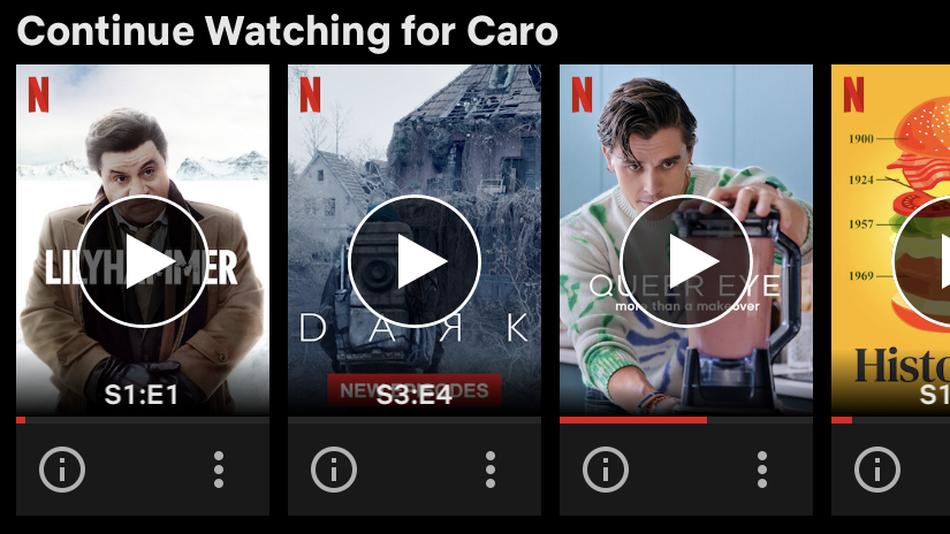 Continue Watching for Caro
N
LILYHAMMER
S1:E1
N
DAЯK
NEW EPISODES
S3:E4
N
QUEER EYE
more than a makeover
N
1900
1924
1957
1969
Histo
S1